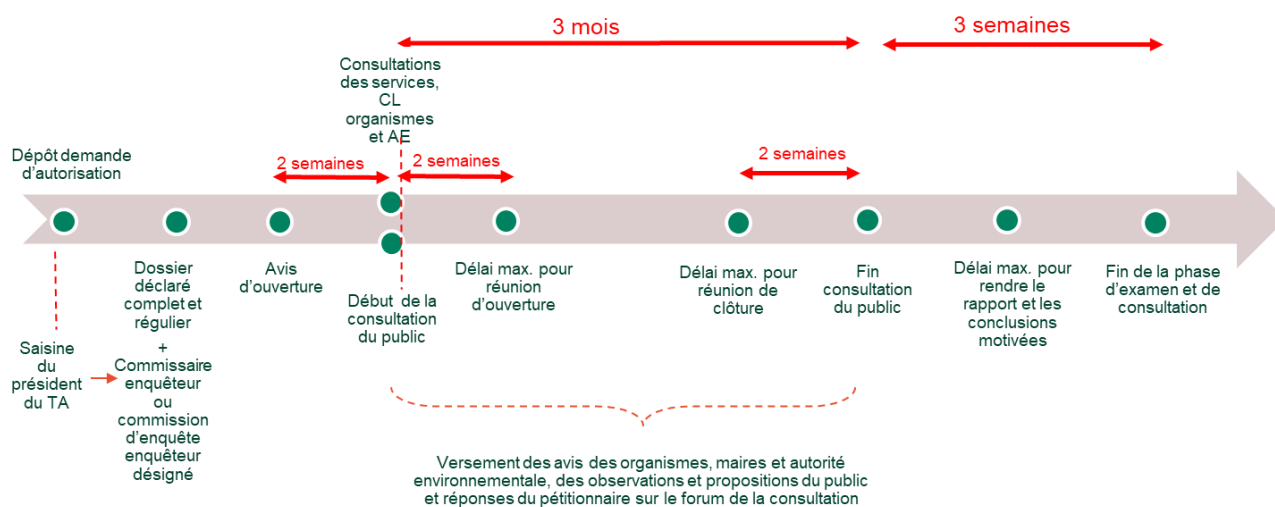 3 mois
3 semaines
Consultations
des services,
CL
organismes
et AE
Dépôt demande
d'autorisation
2 semaines
2 semaines
2 semaines
Dossier
déclaré
complet et
régulier
+
Commissaire
enquêteur
ou
commission
d'enquête
enquêteur
désigné
Saisine
du
président
du TA
Avis
d'ouverture
Début de la
consultation
du public
Délai max. pour
réunion
d'ouverture
Délai max. pour
réunion de
clôture
Fin
consultation
du public
Délai max. pour
rendre le
rapport et les
conclusions
motivées
Fin de la phase
d'examen et de
consultation
Versement des avis des organismes, maires et autorité
environnementale, des observations et propositions du public
et réponses du pétitionnaire sur le forum de la consultation